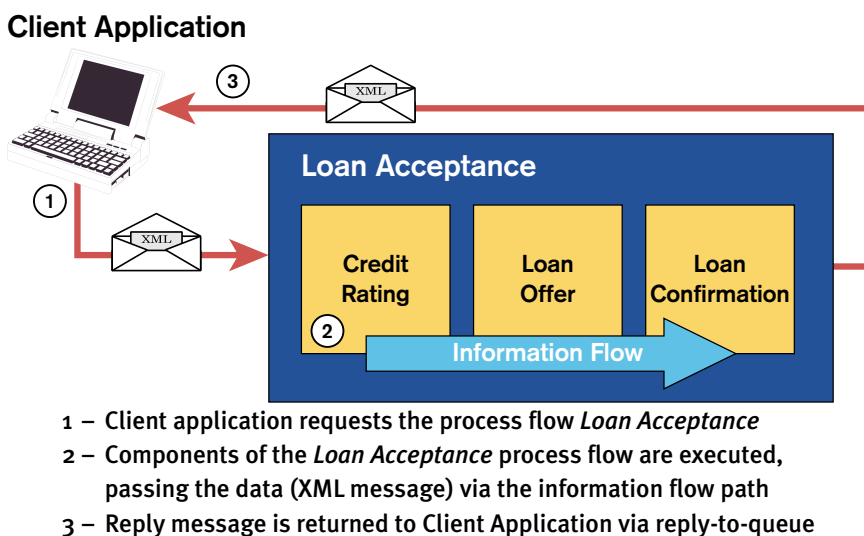 Client Application
3
XML
Loan Acceptance
1
XML
Credit
Rating
Loan
Offer
Loan
Confirmation
2
Information Flow
1 – Client application requests the process flow Loan Acceptance
2 – Components of the Loan Acceptance process flow are executed,
passing the data (XML message) via the information flow path
3 – Reply message is returned to Client Application via reply-to-queue